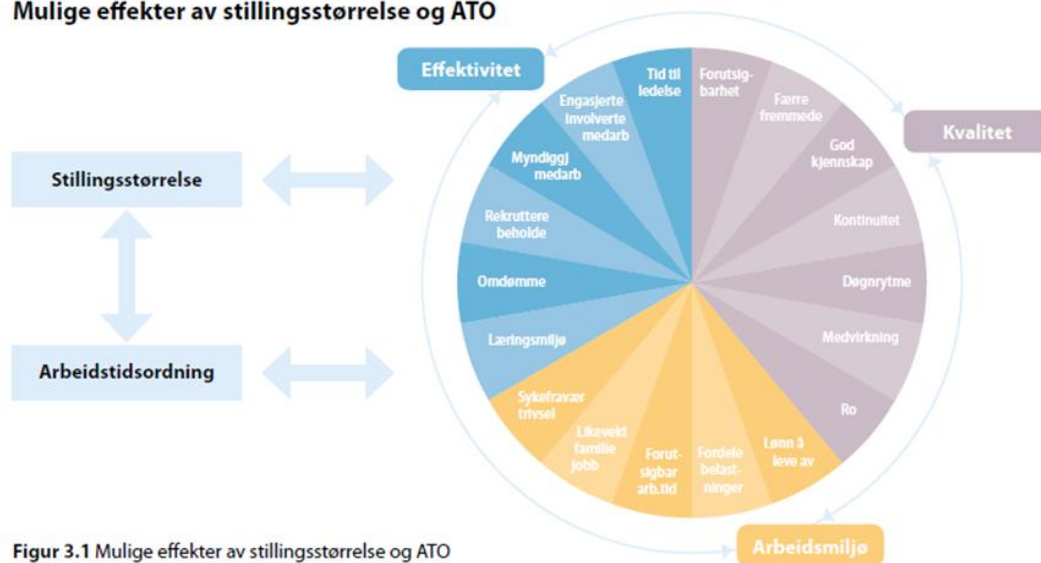 Mulige effekter av stillingsstørrelse og ATO
Effektivitet
Kvalitet
Arbeidsmiljø
Stillingsstørrelse
Arbeidstidsordning
Tid til
ledelse
Forutsig-
barhet
Færre
fremmede
God
kjennskap
Kontinuitet
Døgnrytme
Medvirkning
Ro
Lønn å
leve av
Fordele
belast-
ninger
Forut-
sigbar
arb.tid
Likevekt
familie
jobb
Sykefravær
trivsel
Læringsmiljø
Omdømme
Rekruttere
beholde
Myndiggj
medarb
Engasjerte
involverte
medarb
Figur 3.1 Mulige effekter av stillingsstørrelse og ATO